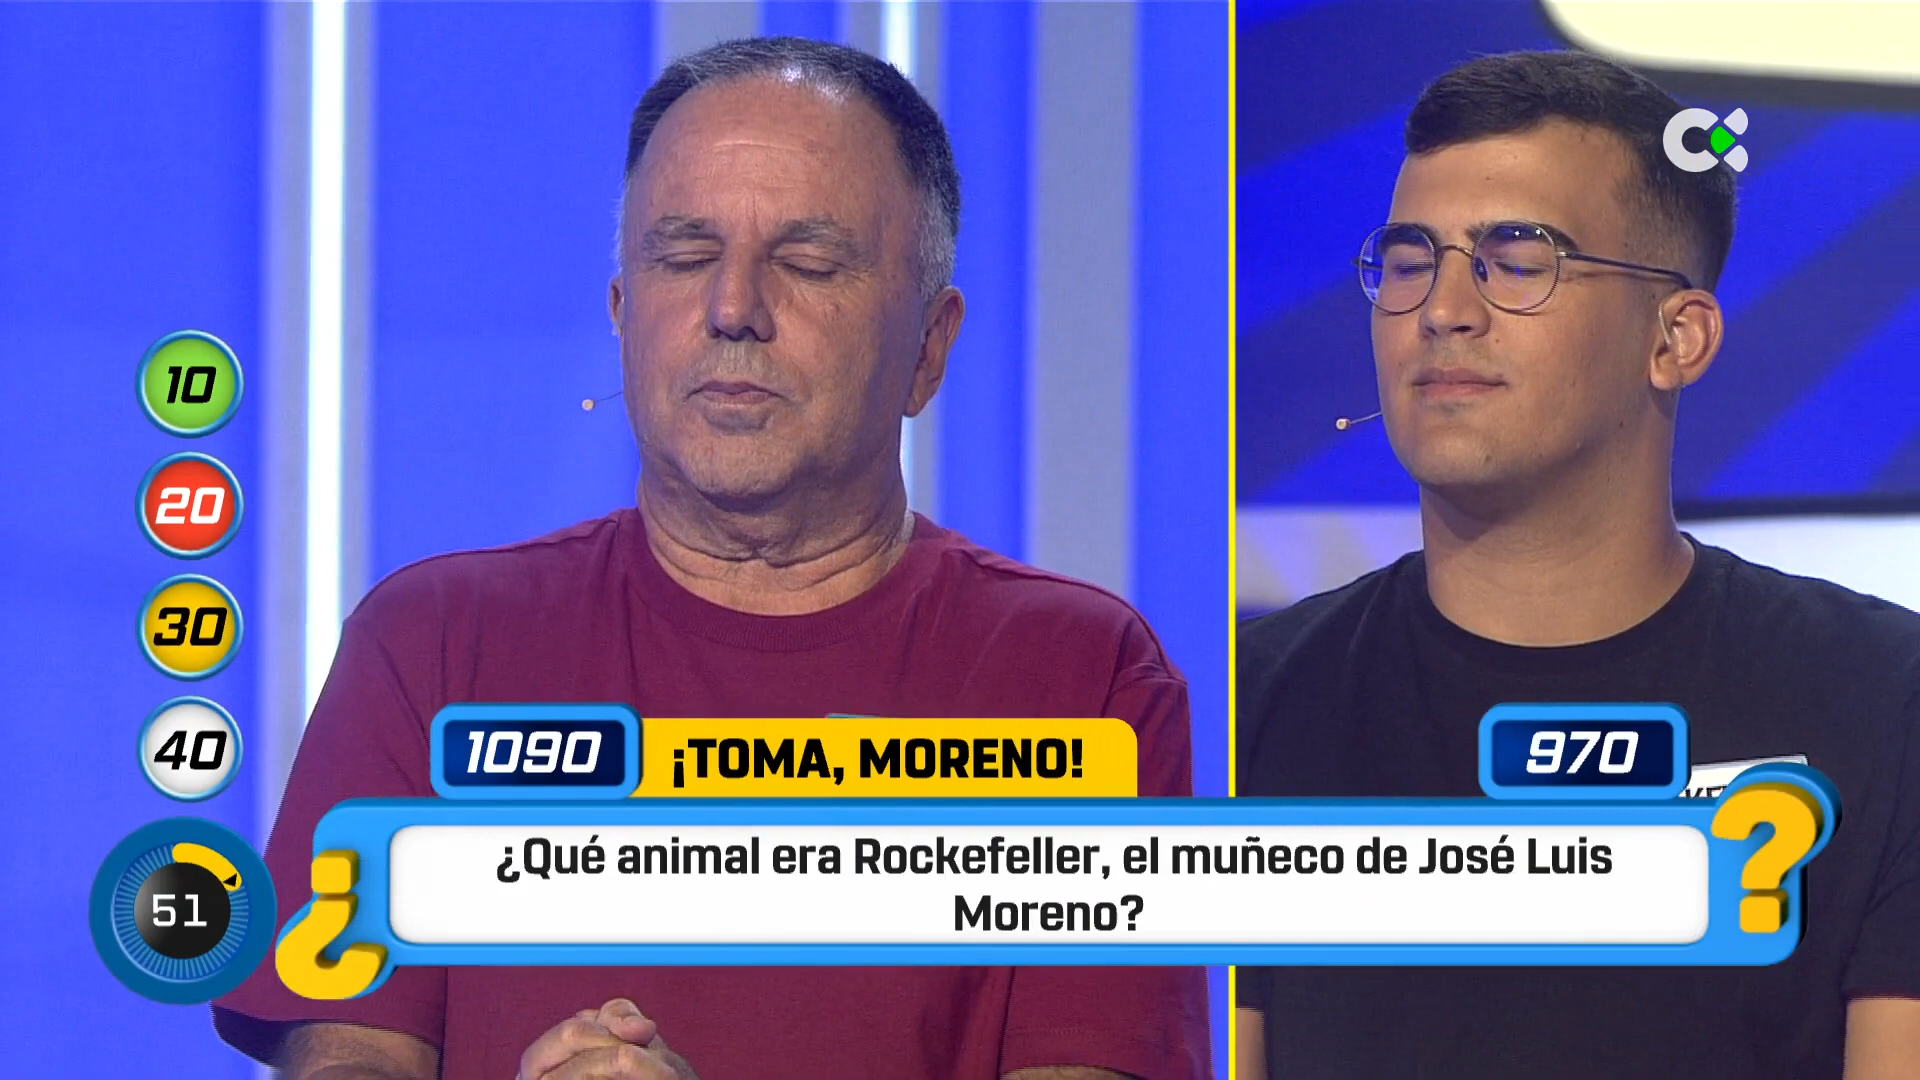 10
20
30
40
51
1090
¡TOMA, MORENO!
970
¿Qué animal era Rockefeller, el muñeco de José Luis
Moreno?